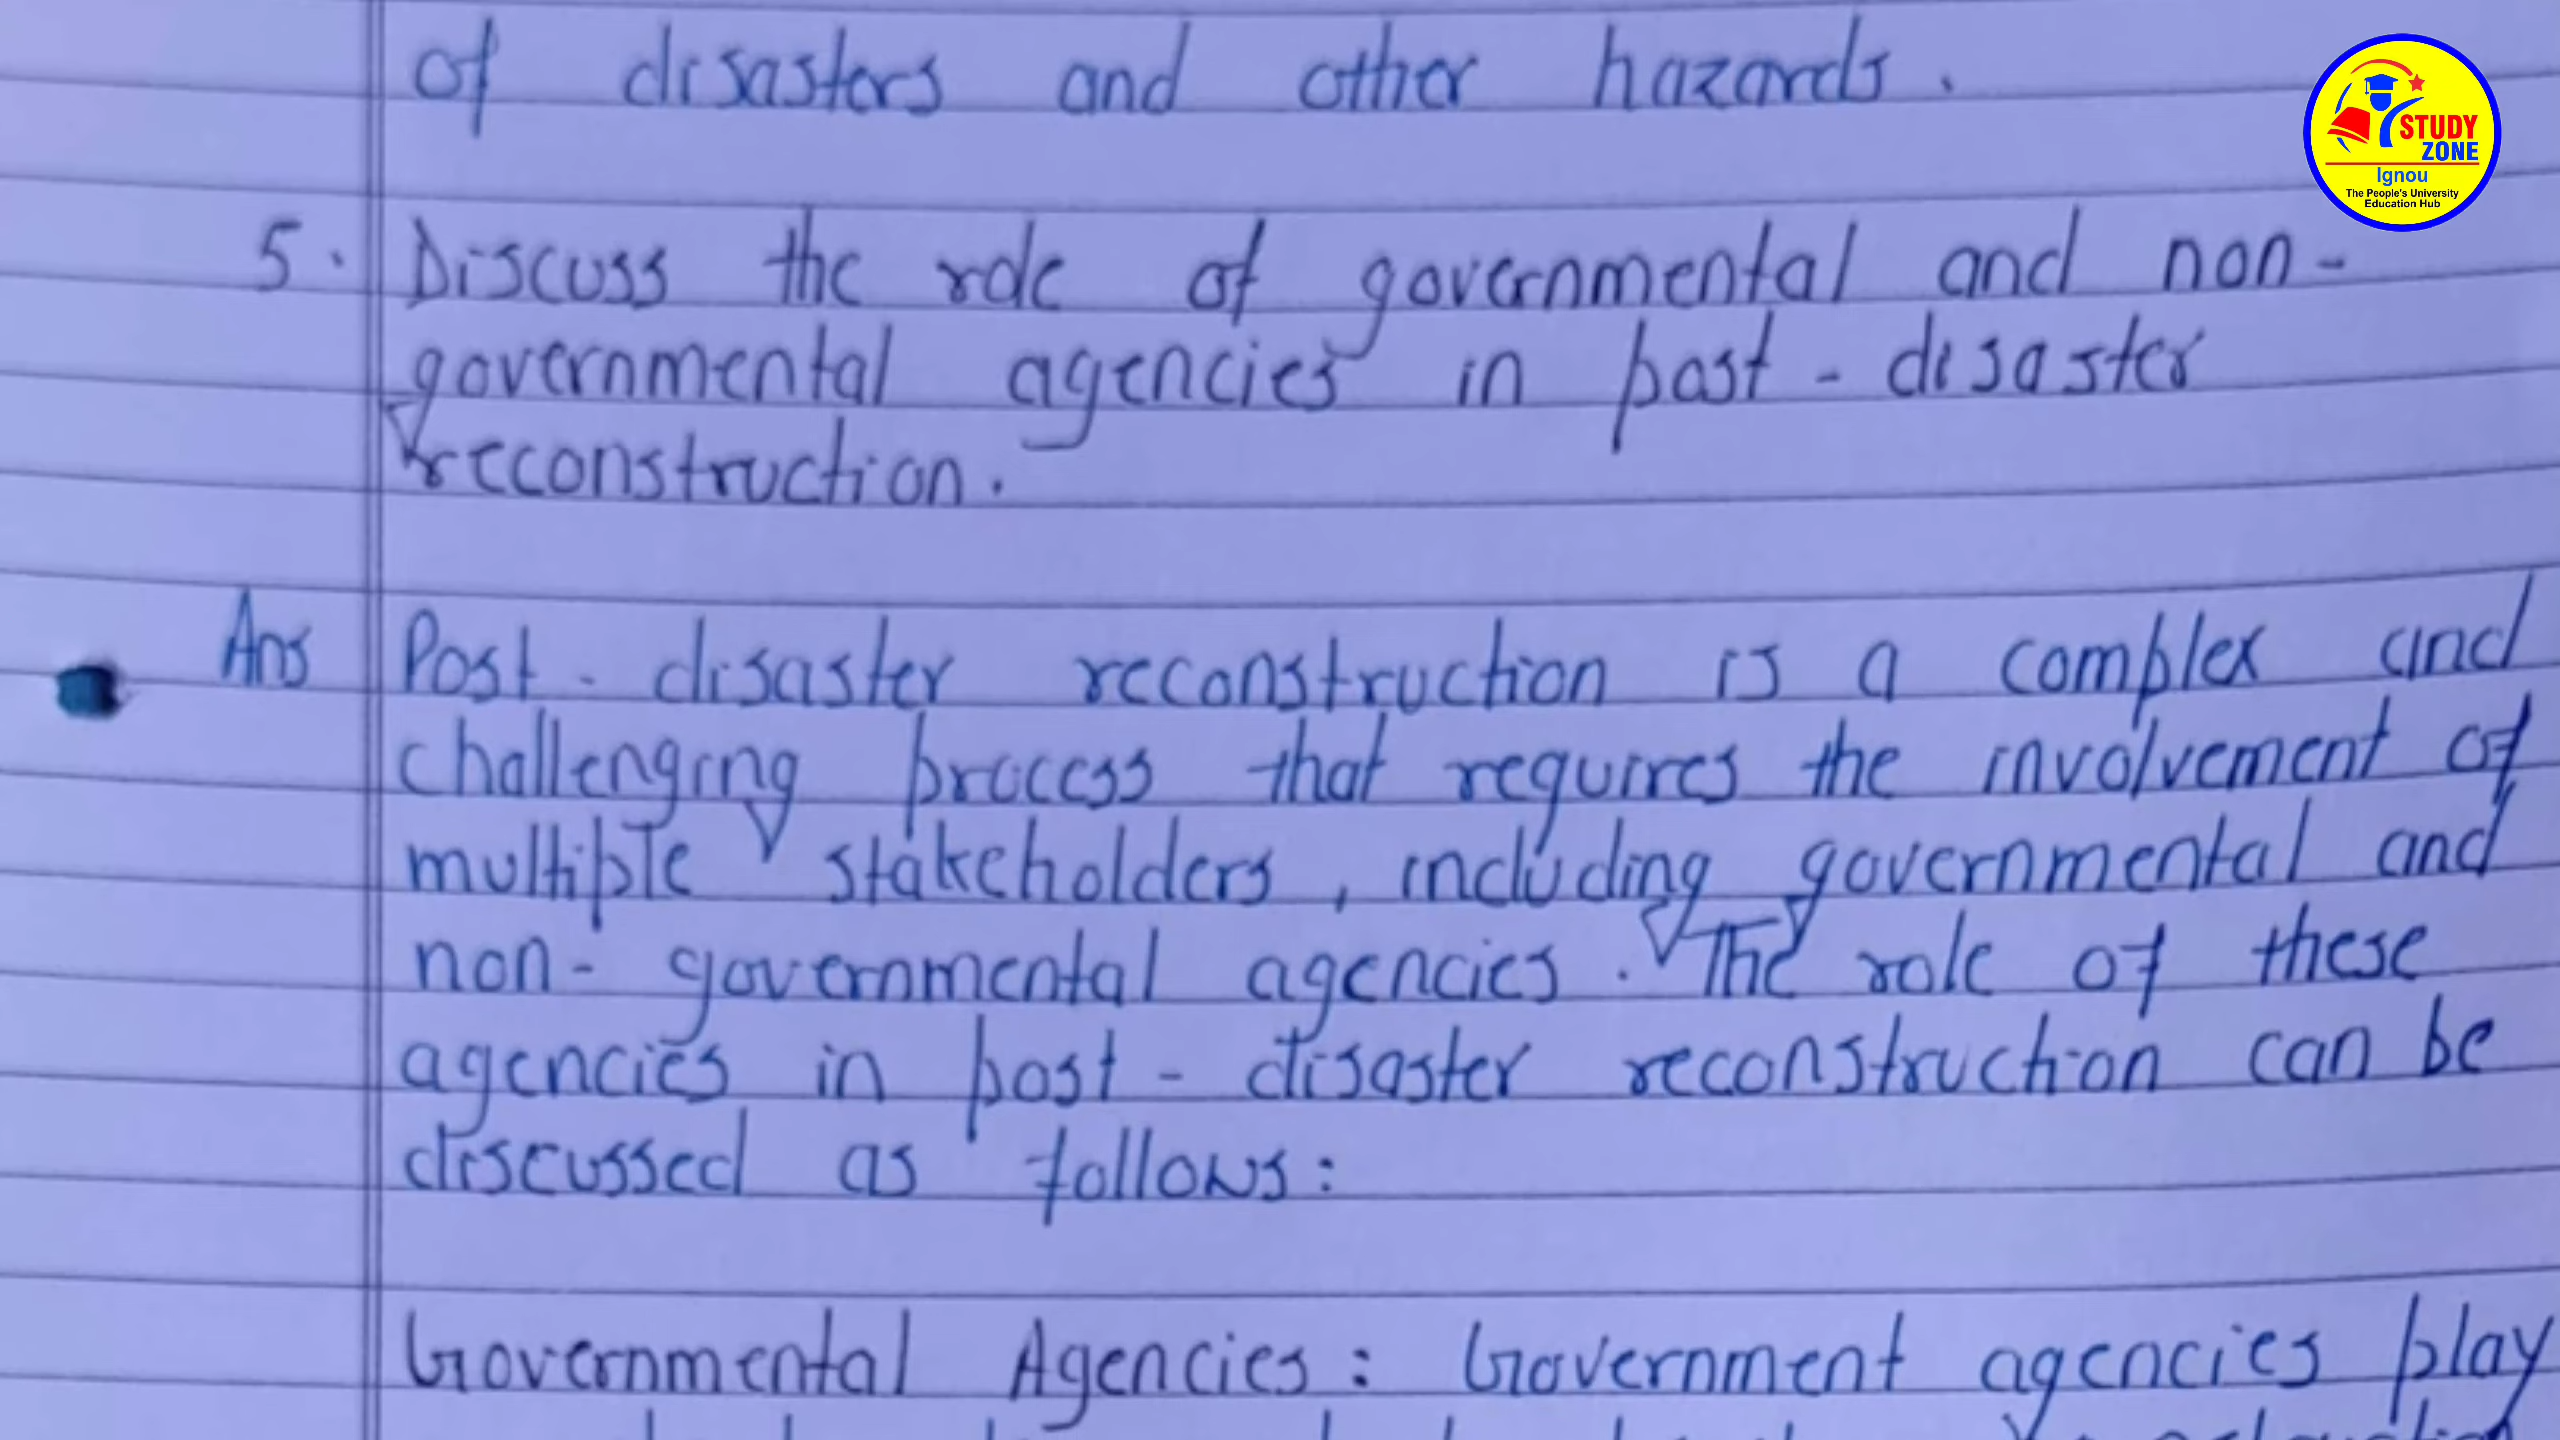 of disasters and other hazards.
STUDY
ZONE
Ignou
The People's University
Education Hub
5. Discuss the role of governmental and non-
governmental agencies in post-disaster
reconstruction.
Ans Post-disaster reconstruction is a complex and
challenging process that requires the involvement of
multiple stakeholders, including governmental and
non-governmental agencies. The role of these
agencies in post-disaster reconstruction can be
discussed as follows:
Governmental Agencies: Government agencies play